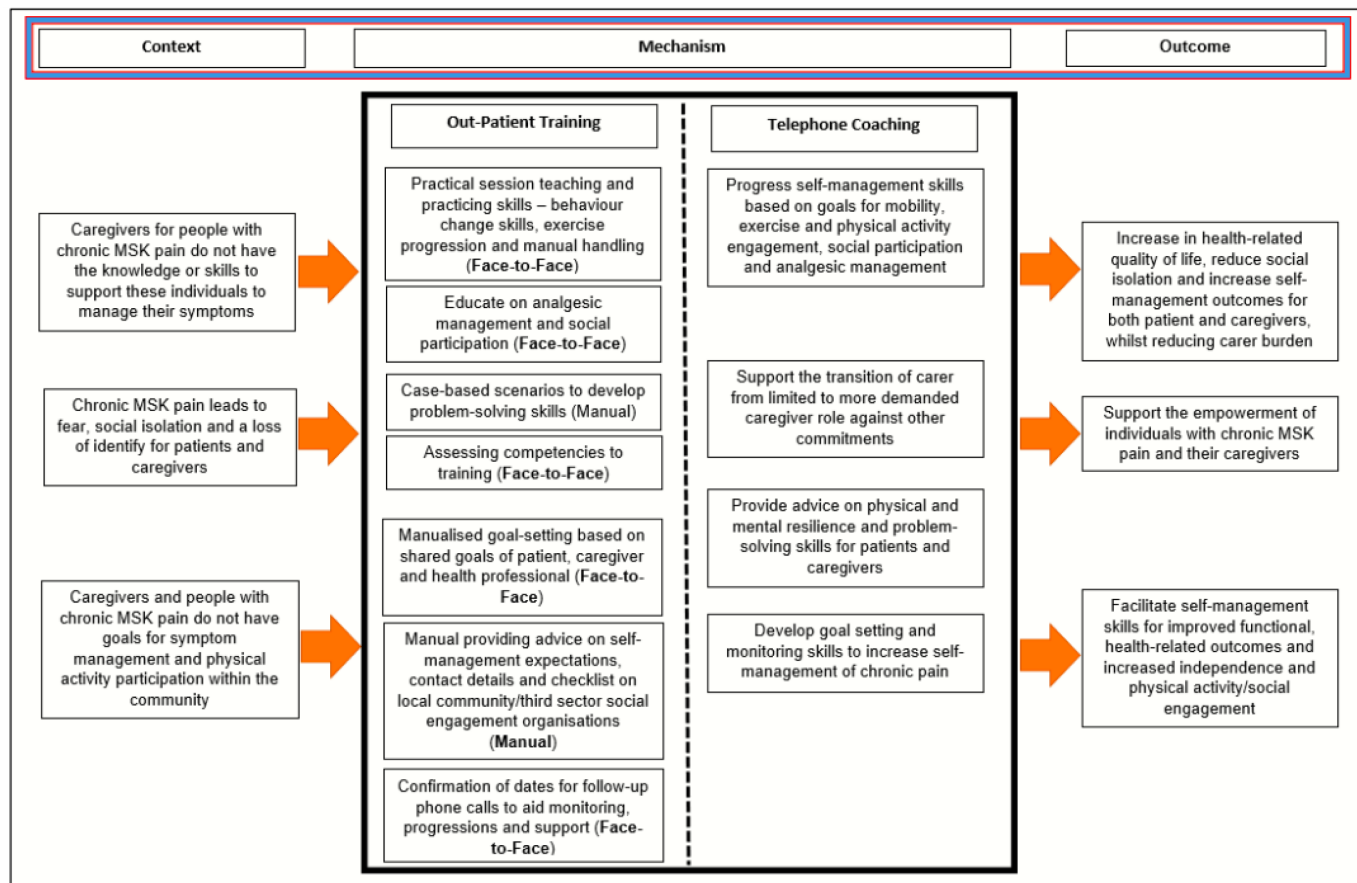 Context
Mechanism
Outcome
Caregivers for people with
chronic MSK pain do not have
the knowledge or skills to
support these individuals to
manage their symptoms
Chronic MSK pain leads to
fear, social isolation and a loss
of identify for patients and
caregivers
Caregivers and people with
chronic MSK pain do not have
goals for symptom
management and physical
activity participation within the
community
Out-Patient Training
Practical session teaching and
practicing skills – behaviour
change skills, exercise
progression and manual handling
(Face-to-Face)
Educate on analgesic
management and social
participation (Face-to-Face)
Case-based scenarios to develop
problem-solving skills (Manual)
Assessing competencies to
training (Face-to-Face)
Manualised goal-setting based on
shared goals of patient, caregiver
and health professional (Face-to-
Face)
Manual providing advice on self-
management expectations,
contact details and checklist on
local community/third sector social
engagement organisations
(Manual)
Confirmation of dates for follow-up
phone calls to aid monitoring,
progressions and support (Face-
to-Face)
Telephone Coaching
Progress self-management skills
based on goals for mobility,
exercise and physical activity
engagement, social participation
and analgesic management
Support the transition of carer
from limited to more demanded
caregiver role against other
commitments
Provide advice on physical and
mental resilience and problem-
solving skills for patients and
caregivers
Develop goal setting and
monitoring skills to increase self-
management of chronic pain
Increase in health-related
quality of life, reduce social
isolation and increase self-
management outcomes for
both patient and caregivers,
whilst reducing carer burden
Support the empowerment of
individuals with chronic MSK
pain and their caregivers
Facilitate self-management
skills for improved functional,
health-related outcomes and
increased independence and
physical activity/social
engagement